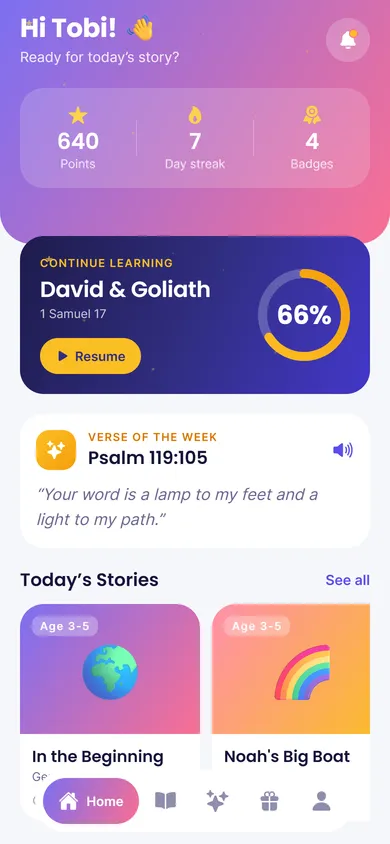 Hi Tobi! 👋
Ready for today's story?
640
Points
7
Day streak
4
Badges
CONTINUE LEARNING
David & Goliath
1 Samuel 17
Resume
66%
VERSE OF THE WEEK
Psalm 119:105
"Your word is a lamp to my feet and a
light to my path."
Today's Stories
See all
Age 3-5
In the Beginning
Age 3-5
Noah's Big Boat
Home